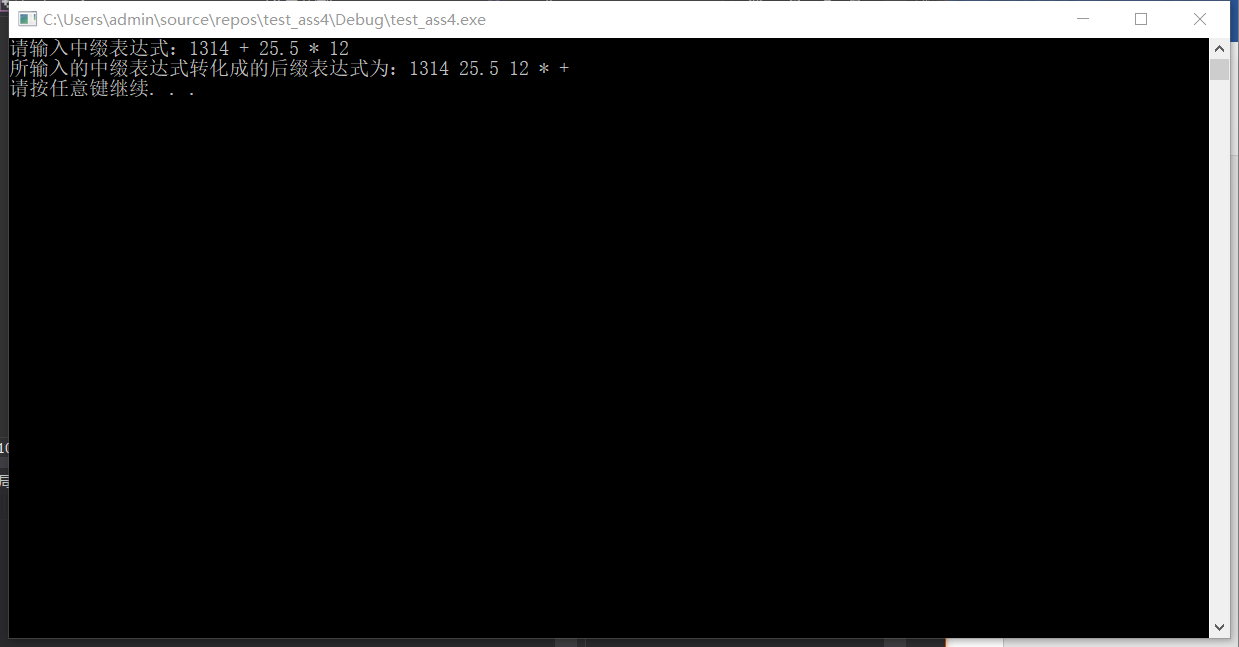 C:\Users\admin\source\repos\test_ass4\Debug\test_ass4.exe
请输入中缀表达式：1314 + 25.5 * 12
所输入的中缀表达式转化成的后缀表达式为：1314 25.5 12 * +
请按任意键继续. . .
10